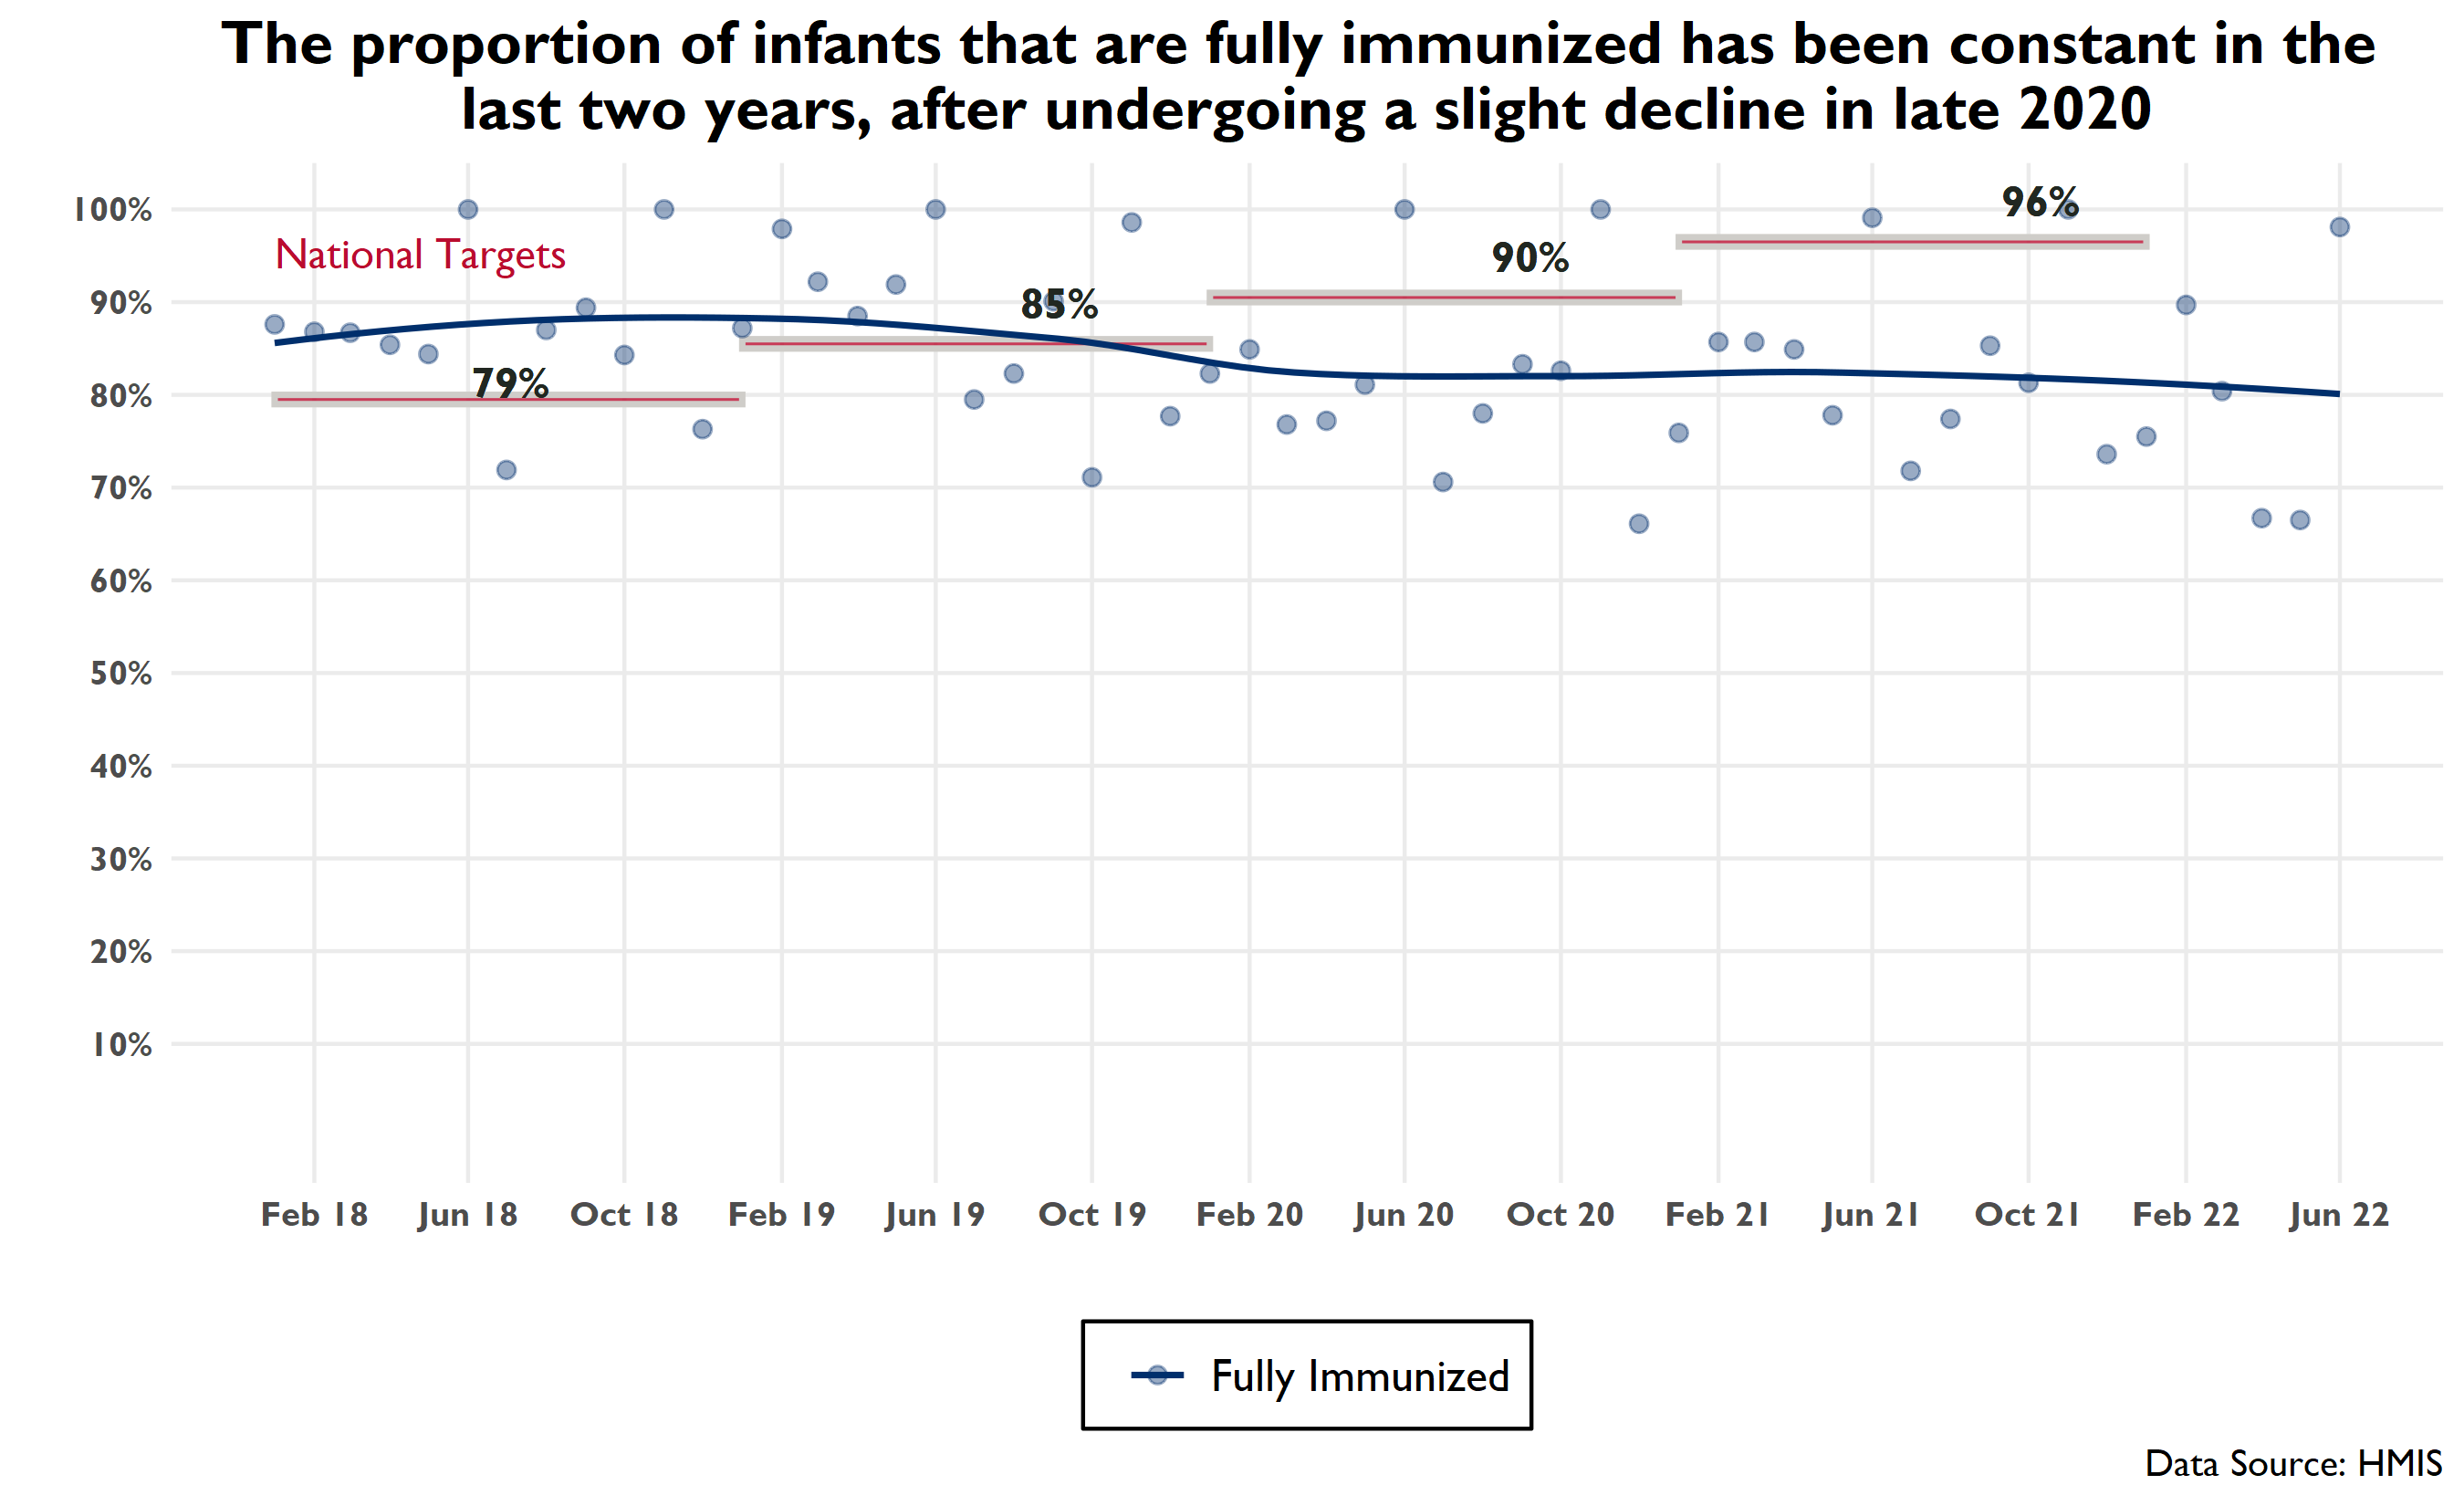 The proportion of infants that are fully immunized has been constant in the
last two years, after undergoing a slight decline in late 2020
100%
90%
80%
70%
60%
50%
40%
30%
20%
10%
National Targets
79%
85%
90%
96%
Feb 18 Jun 18 Oct 18 Feb 19 Jun 19 Oct 19 Feb 20 Jun 20 Oct 20 Feb 21 Jun 21 Oct 21 Feb 22 Jun 22
Fully Immunized
Data Source: HMIS